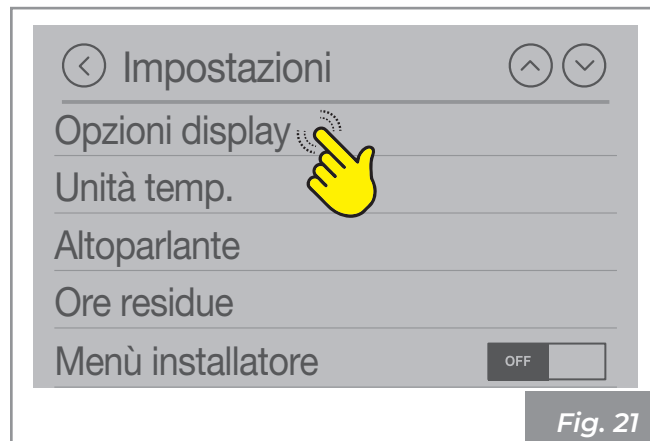 Impostazioni
Opzioni display
Unità temp.
Altoparlante
Ore residue
Menù installatore OFF
Fig. 21